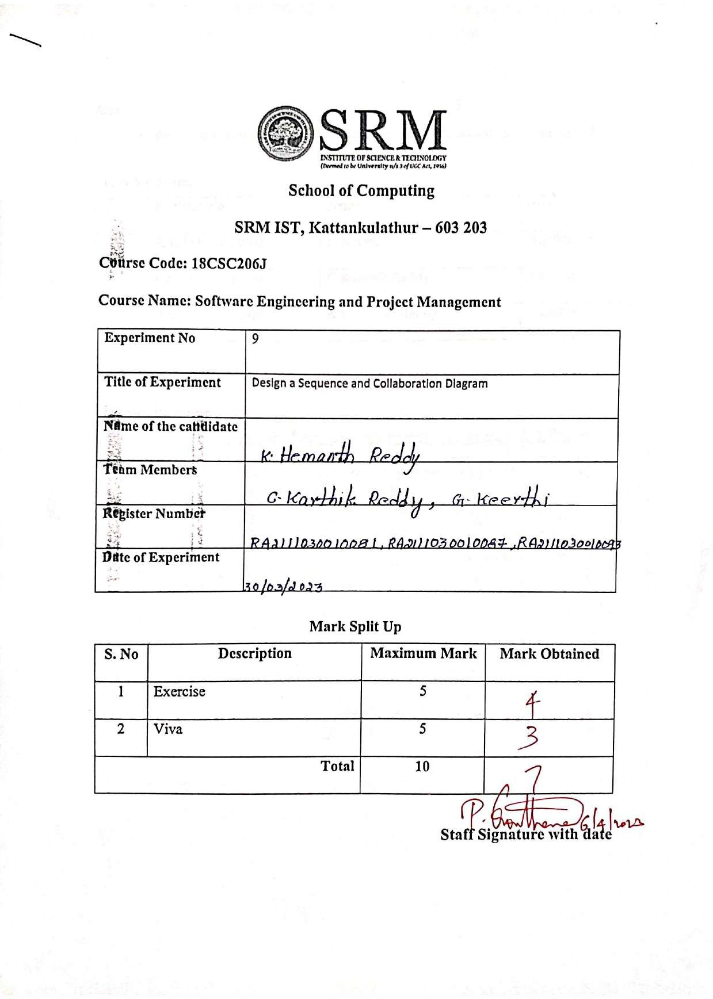 SRM
INSTITUTE OF SCIENCE & TECHNOLOGY
(Deemed to be University u/s 3 of UGC Act, 1956)
School of Computing
SRM IST, Kattankulathur – 603 203
Course Code: 18CSC206J
Course Name: Software Engineering and Project Management
Experiment No 9
Title of Experiment Design a Sequence and Collaboration Diagram
Name of the candidate K. Hemanth Reddy
Team Members G. Karthik Reddy, G. Keerthi
Register Number RA2111030010081, RA2111030010067, RA2111030010093
Date of Experiment 30/03/2023
Mark Split Up
S. No Description Maximum Mark Mark Obtained
1 Exercise 5 4
2 Viva 5 3
Total 10 7
P. 6/4/2023
Staff Signature with date